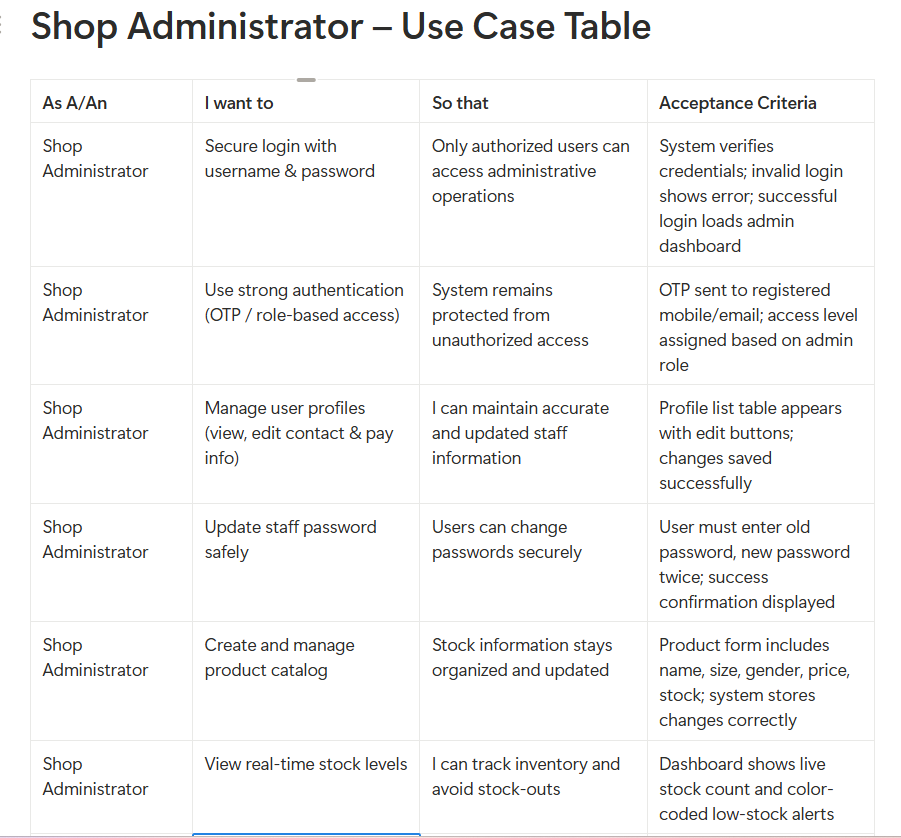 Shop Administrator – Use Case Table
As A/An
I want to
So that
Acceptance Criteria
Shop
Administrator
Secure login with
username & password
Only authorized users can
access administrative
operations
System verifies
credentials; invalid login
shows error; successful
login loads admin
dashboard
Shop
Administrator
Use strong authentication
(OTP / role-based access)
System remains
protected from
unauthorized access
OTP sent to registered
mobile/email; access level
assigned based on admin
role
Shop
Administrator
Manage user profiles
(view, edit contact & pay
info)
I can maintain accurate
and updated staff
information
Profile list table appears
with edit buttons;
changes saved
successfully
Shop
Administrator
Update staff password
safely
Users can change
passwords securely
User must enter old
password, new password
twice; success
confirmation displayed
Shop
Administrator
Create and manage
product catalog
Stock information stays
organized and updated
Product form includes
name, size, gender, price,
stock; system stores
changes correctly
Shop
Administrator
View real-time stock levels
I can track inventory and
avoid stock-outs
Dashboard shows live
stock count and color-
coded low-stock alerts